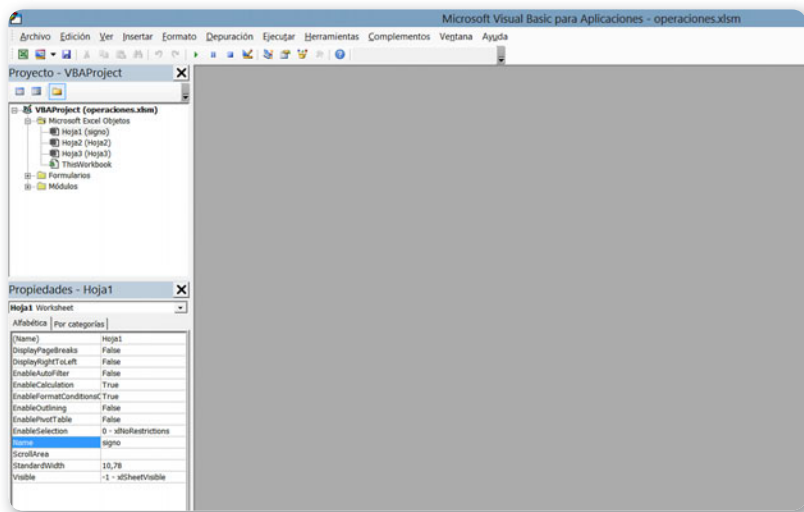 Microsoft Visual Basic para Aplicaciones - operaciones.xlsm
Archivo Edición Ver Insertar Formato Depuración Ejecutar Herramientas Complementos Ventana Ayuda
Proyecto - VBAProject
VBAProject (operaciones.xlsm)
Microsoft Excel Objetos
Hoja1 (signo)
Hoja2 (Hoja2)
Hoja3 (Hoja3)
ThisWorkbook
Formularios
Módulos
Propiedades - Hoja1
Hoja1 Worksheet
Alfabética Por categorías
(Name) Hoja1
DisplayPageBreaks False
DisplayRightToLeft False
EnableAutoFilter False
EnableCalculation True
EnableFormatConditionsC True
EnableOutlining False
EnablePivotTable False
EnableSelection 0 - xlNoRestrictions
Name signo
ScrollArea
StandardWidth 10,78
Visible -1 - xlSheetVisible